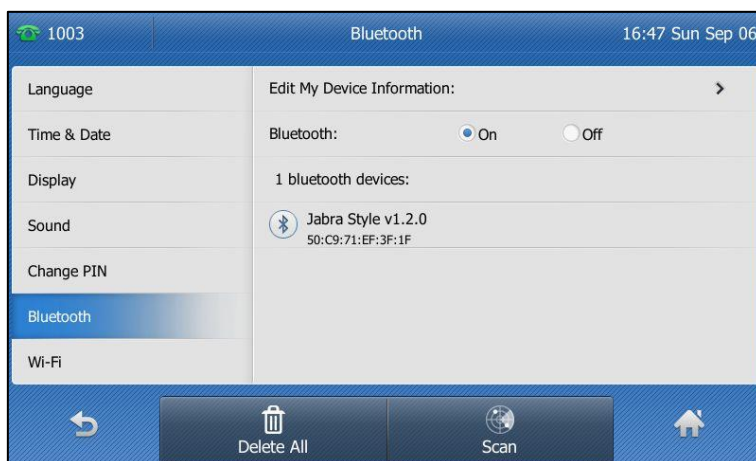 1003 Bluetooth 16:47 Sun Sep 06
Language
Time & Date
Display
Sound
Change PIN
Bluetooth
Wi-Fi
Edit My Device Information:
Bluetooth: On Off
1 bluetooth devices:
Jabra Style v1.2.0
50:C9:71:EF:3F:1F
Delete All
Scan